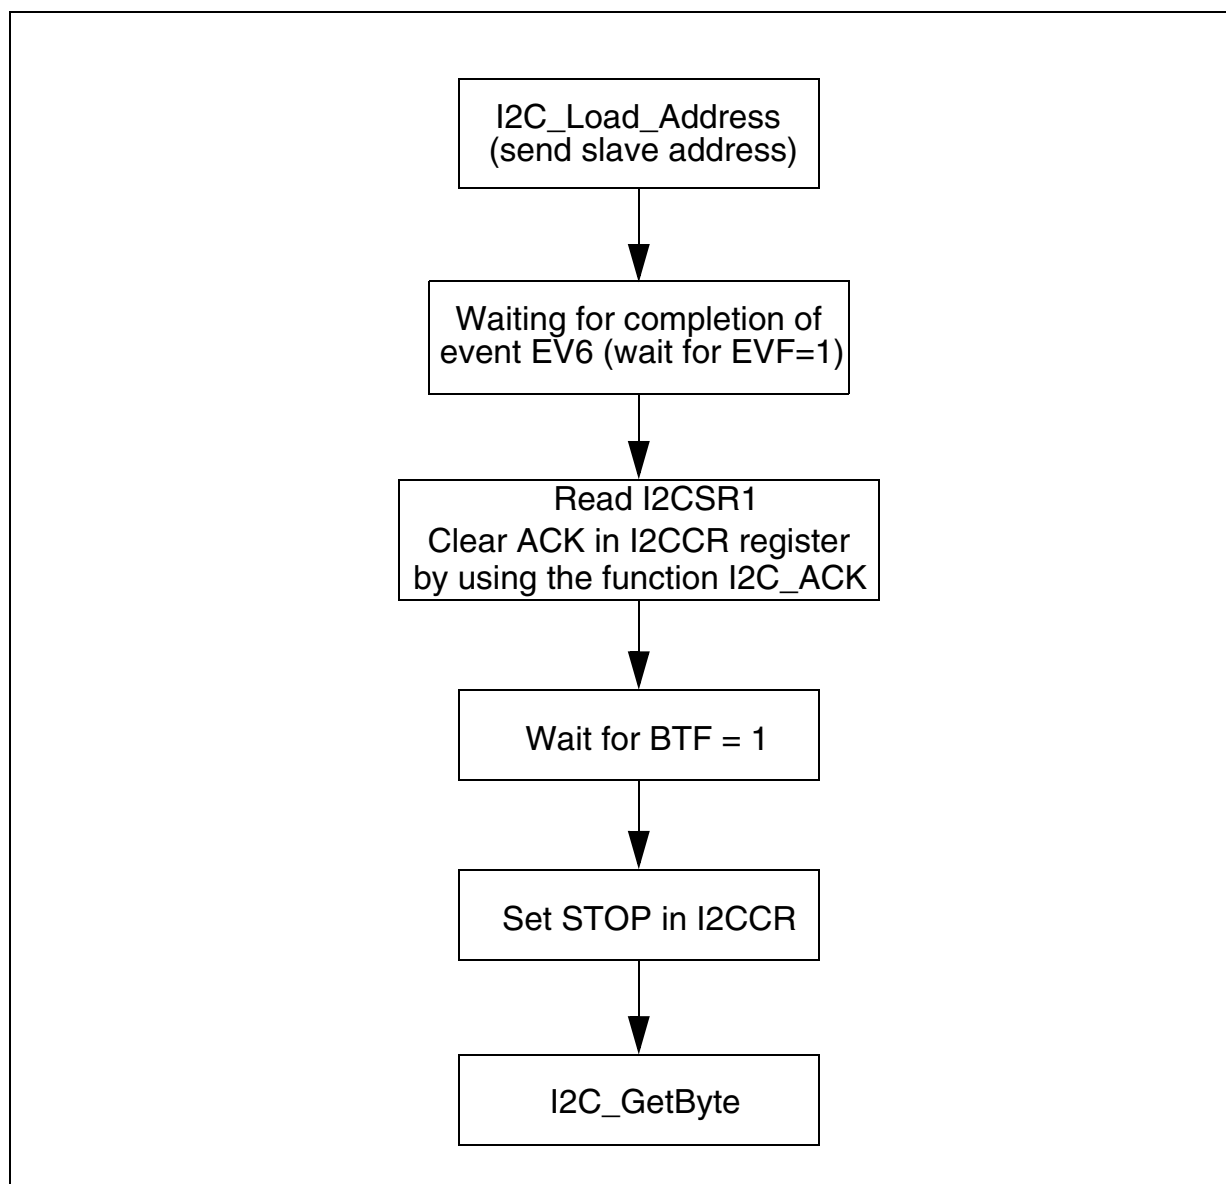 I2C_Load_Address
(send slave address)
Waiting for completion of
event EV6 (wait for EVF=1)
Read I2CSR1
Clear ACK in I2CCR register
by using the function I2C_ACK
Wait for BTF = 1
Set STOP in I2CCR
I2C_GetByte